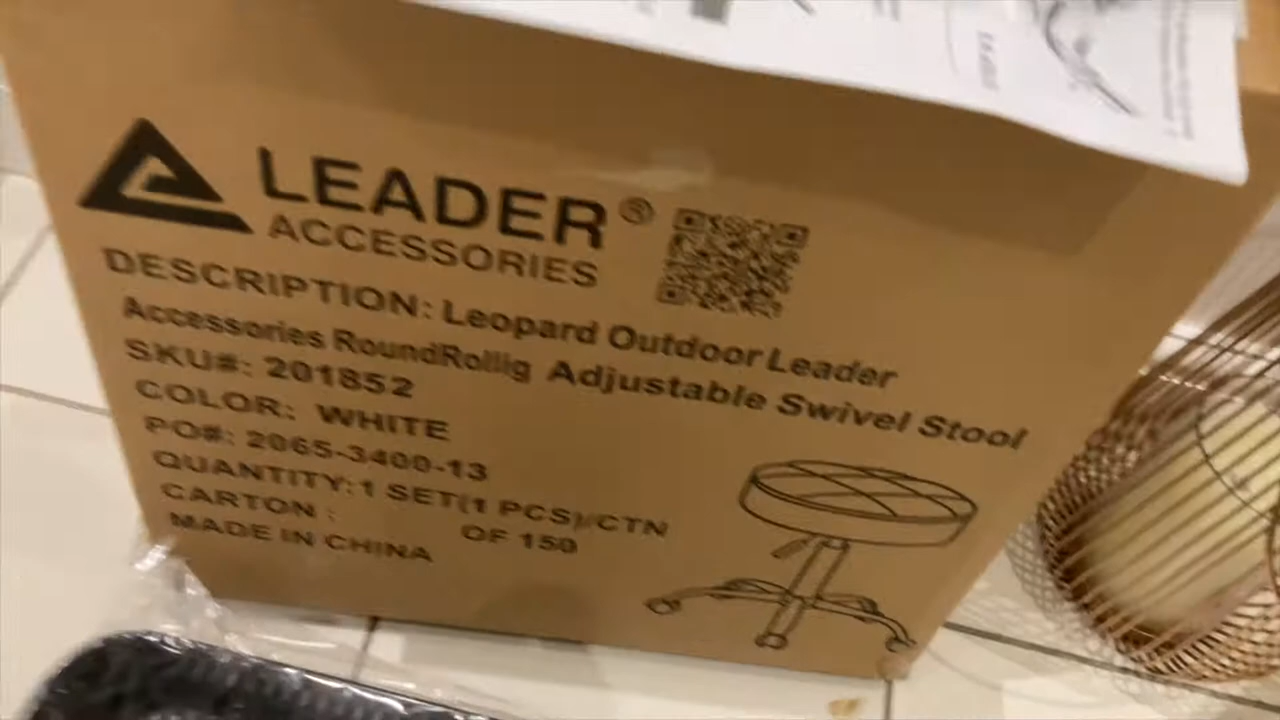 LEADER®
ACCESSORIES
DESCRIPTION: Leopard Outdoor Leader
Accessories RoundRollig Adjustable Swivel Stool
SKU#: 201852
COLOR: WHITE
PO#: 2065-3400-13
QUANTITY:1 SET(1 PCS)/CTN
CARTON : OF 150
MADE IN CHINA